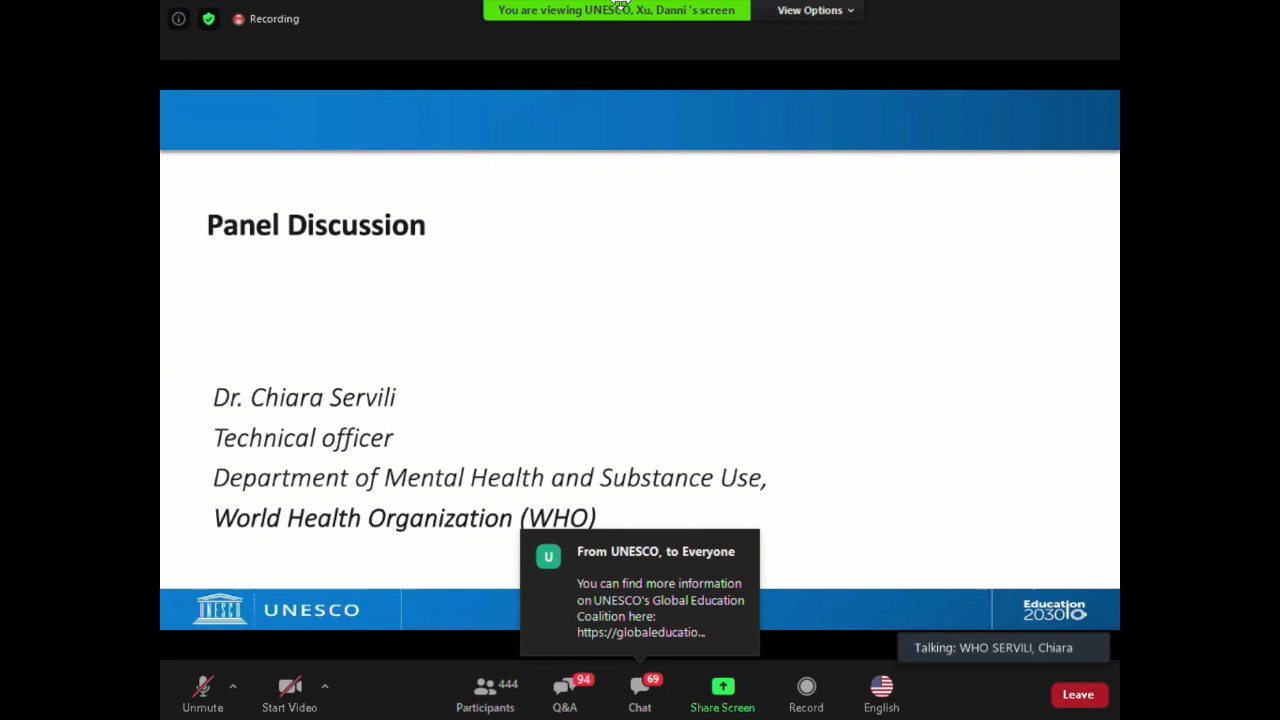 You are viewing UNESCO, Xu, Danni 's screen
View Options
Recording
Panel Discussion
Dr. Chiara Servili
Technical officer
Department of Mental Health and Substance Use,
World Health Organization (WHO)
U
From UNESCO, to Everyone
You can find more information
on UNESCO's Global Education
Coalition here:
https://globaleducatio...
UNESCO
Education
2030
Talking: WHO SERVILI, Chiara
444
94
69
Unmute
Start Video
Participants
Q&A
Chat
Share Screen
Record
English
Leave